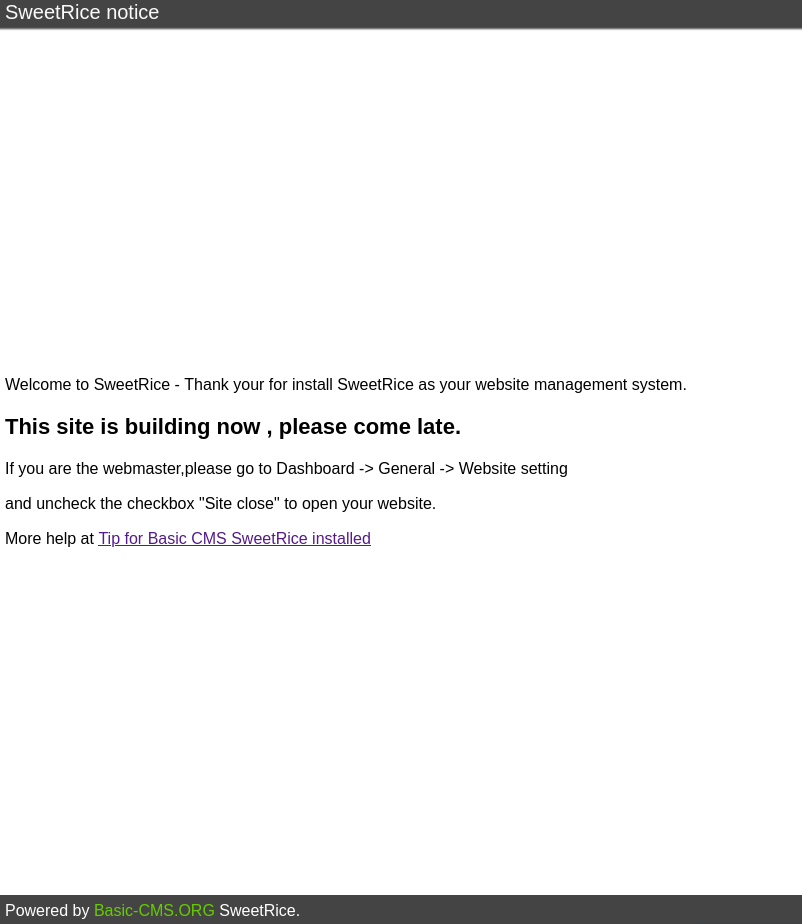 SweetRice notice
Welcome to SweetRice - Thank your for install SweetRice as your website management system.
This site is building now , please come late.
If you are the webmaster,please go to Dashboard -> General -> Website setting
and uncheck the checkbox "Site close" to open your website.
More help at Tip for Basic CMS SweetRice installed
Powered by Basic-CMS.ORG SweetRice.